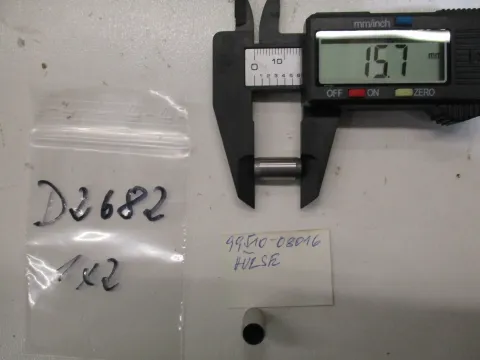 mm/inch
15.7 mm
0 10
OFF ON ZERO
D2682
1x2
99510-08016
HÜLSE